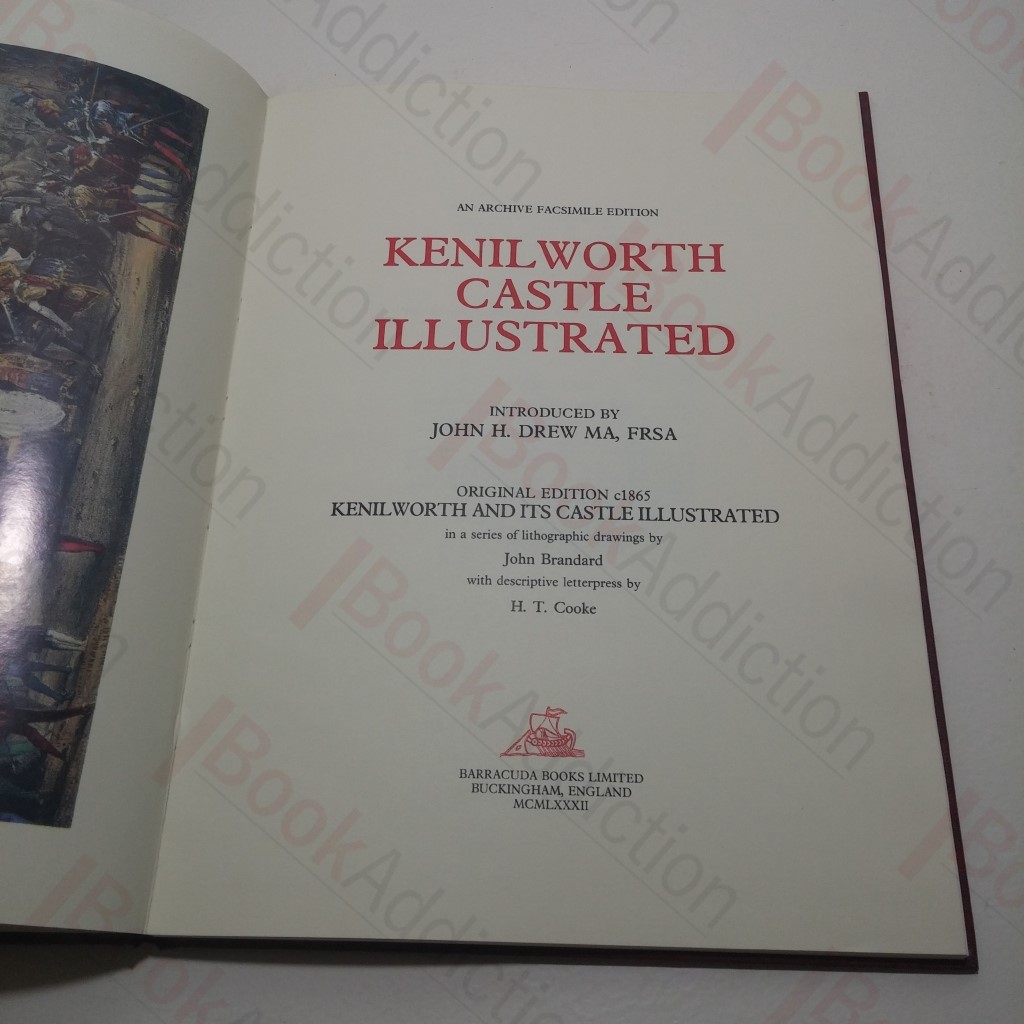 AN ARCHIVE FACSIMILE EDITION
KENILWORTH
CASTLE
ILLUSTRATED
INTRODUCED BY
JOHN H. DREW MA, FRSA
ORIGINAL EDITION c1865
KENILWORTH AND ITS CASTLE ILLUSTRATED
in a series of lithographic drawings by
John Brandard
with descriptive letterpress by
H. T. Cooke
BARRACUDA BOOKS LIMITED
BUCKINGHAM, ENGLAND
MCMLXXXII
BookAddiction